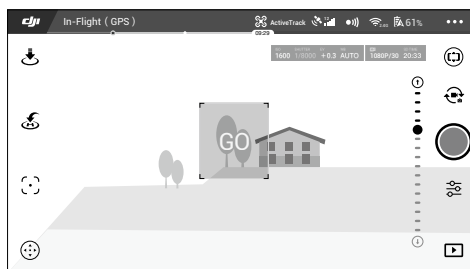 dji In-Flight ( GPS ) ActiveTrack 61%
09:29
1600 1/8000 +0.3 AUTO 1080P/30 20:33
GO